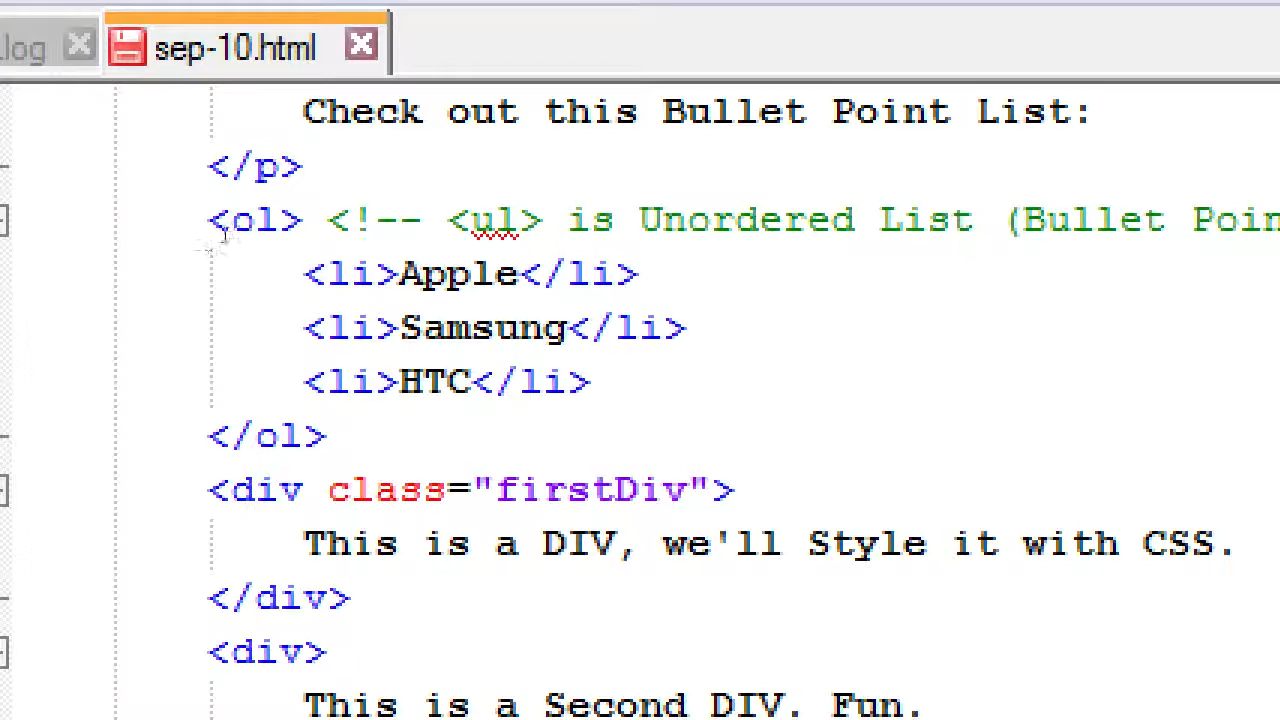 .log sep-10.html
Check out this Bullet Point List:
</p>
<ol> <!-- <ul> is Unordered List (Bullet Poin
<li>Apple</li>
<li>Samsung</li>
<li>HTC</li>
</ol>
<div class="firstDiv">
This is a DIV, we'll Style it with CSS.
</div>
<div>
This is a Second DIV. Fun.